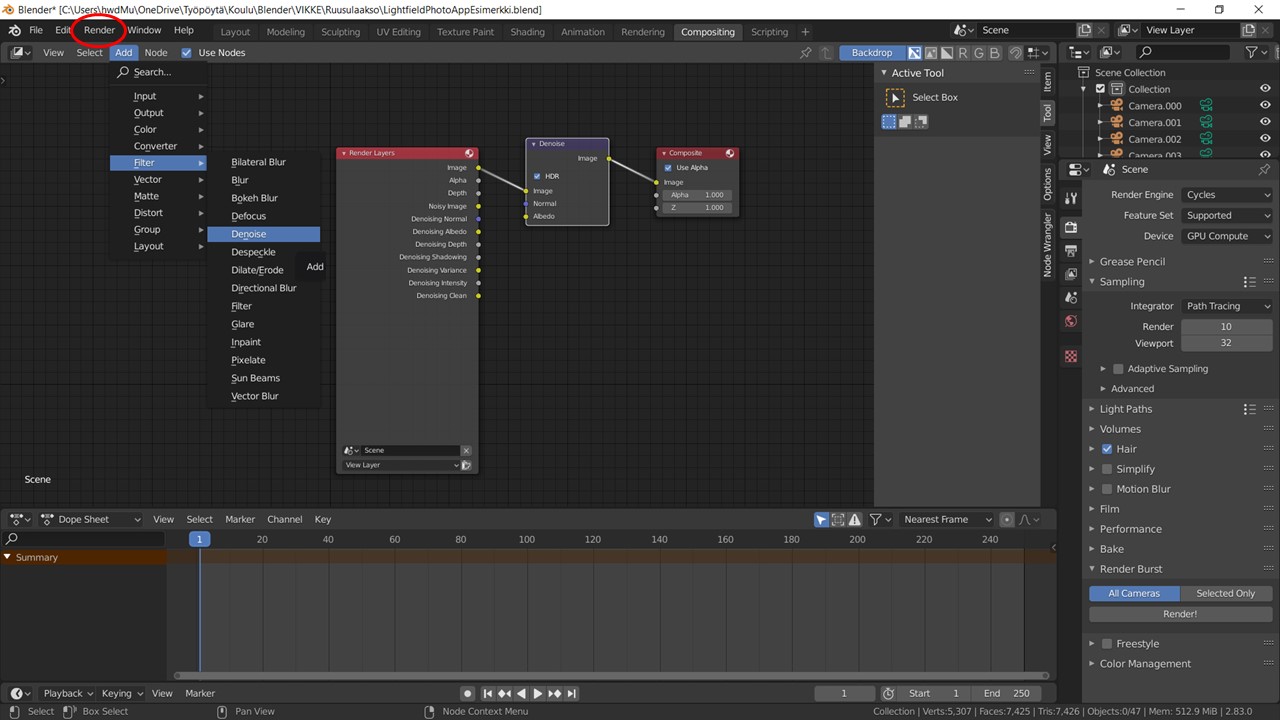 Blender* [C:\Users\hwdMu\OneDrive\Työpöytä\Koulu\Blender\VIKKE\Ruusulaakso\LightfieldPhotoAppEsimerkki.blend]
File Edit Render Window Help
Layout Modeling Sculpting UV Editing Texture Paint Shading Animation Rendering Compositing Scripting +
Scene
View Layer
View Select Add Node Use Nodes
Backdrop
R G B
Search...
Input
Output
Color
Converter
Filter
Vector
Matte
Distort
Group
Layout
Bilateral Blur
Blur
Bokeh Blur
Defocus
Denoise
Despeckle
Dilate/Erode
Directional Blur
Filter
Glare
Inpaint
Pixelate
Sun Beams
Vector Blur
Add
Render Layers
Image
Alpha
Depth
Noisy Image
Denoising Normal
Denoising Albedo
Denoising Depth
Denoising Shadowing
Denoising Variance
Denoising Intensity
Denoising Clean
Scene
View Layer
Denoise
Image
HDR
Image
Normal
Albedo
Composite
Use Alpha
Image
Alpha 1.000
Z 1.000
Scene
Active Tool
Select Box
Item
Tool
View
Options
Node Wrangler
Scene Collection
Collection
Camera.000
Camera.001
Camera.002
Camera.003
Scene
Render Engine Cycles
Feature Set Supported
Device GPU Compute
Grease Pencil
Sampling
Integrator Path Tracing
Render 10
Viewport 32
Adaptive Sampling
Advanced
Light Paths
Volumes
Hair
Simplify
Motion Blur
Film
Performance
Bake
Render Burst
All Cameras Selected Only
Render!
Freestyle
Color Management
Dope Sheet View Select Marker Channel Key
Nearest Frame
1 20 40 60 80 100 120 140 160 180 200 220 240
Summary
Playback Keying View Marker
1 Start 1 End 250
Select Box Select Pan View Node Context Menu
Collection | Verts:5,307 | Faces:7,425 | Tris:7,426 | Objects:0/47 | Mem: 512.9 MiB | 2.83.0